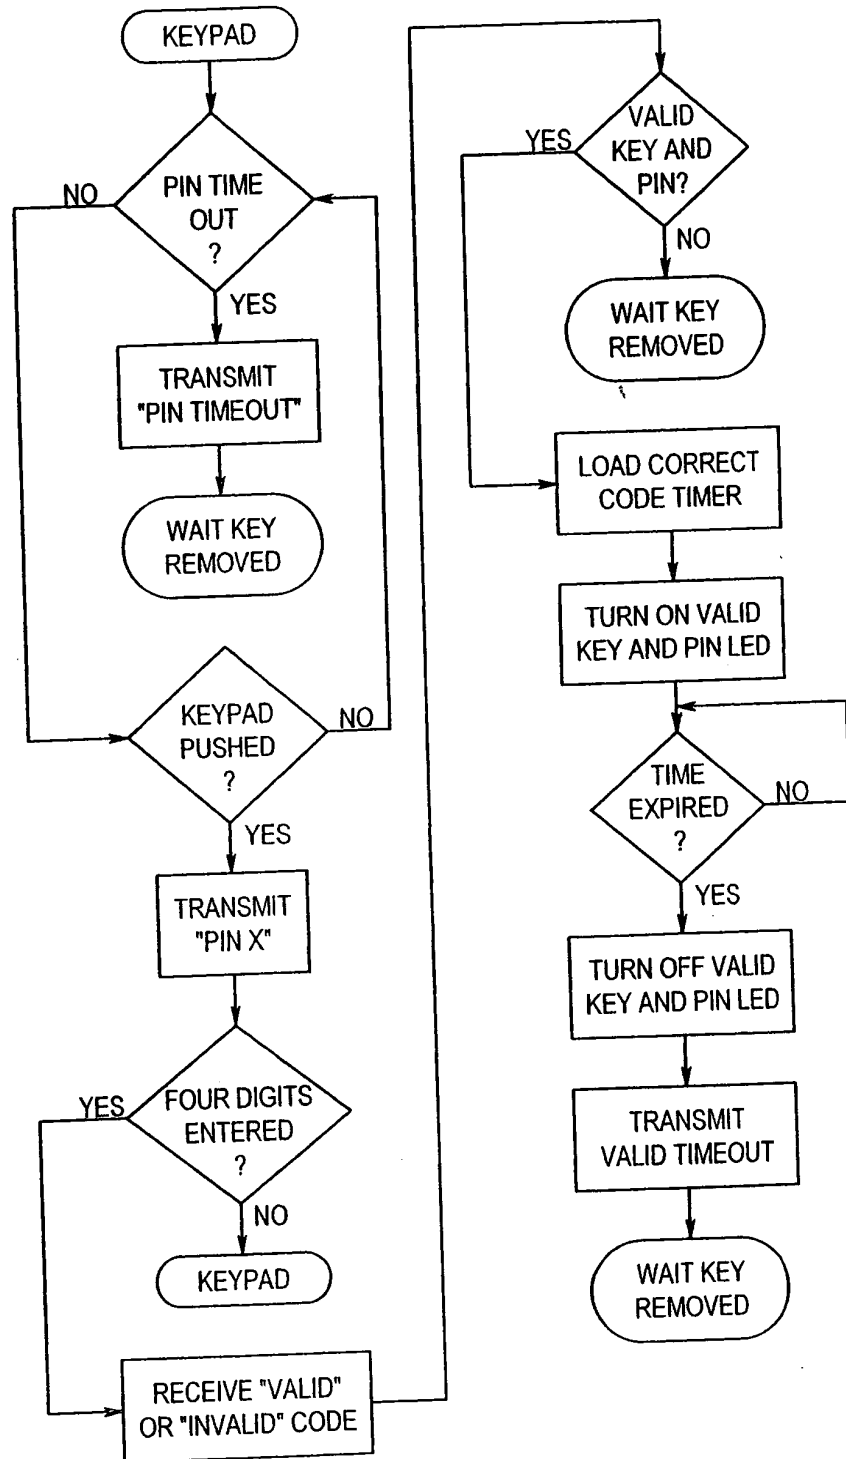 KEYPAD
PIN TIME
OUT
?
NO
YES
TRANSMIT
"PIN TIMEOUT"
WAIT KEY
REMOVED
KEYPAD
PUSHED
?
NO
YES
TRANSMIT
"PIN X"
FOUR DIGITS
ENTERED
?
YES
NO
KEYPAD
RECEIVE "VALID"
OR "INVALID" CODE
VALID
KEY AND
PIN?
YES
NO
WAIT KEY
REMOVED
LOAD CORRECT
CODE TIMER
TURN ON VALID
KEY AND PIN LED
TIME
EXPIRED
?
NO
YES
TURN OFF VALID
KEY AND PIN LED
TRANSMIT
VALID TIMEOUT
WAIT KEY
REMOVED